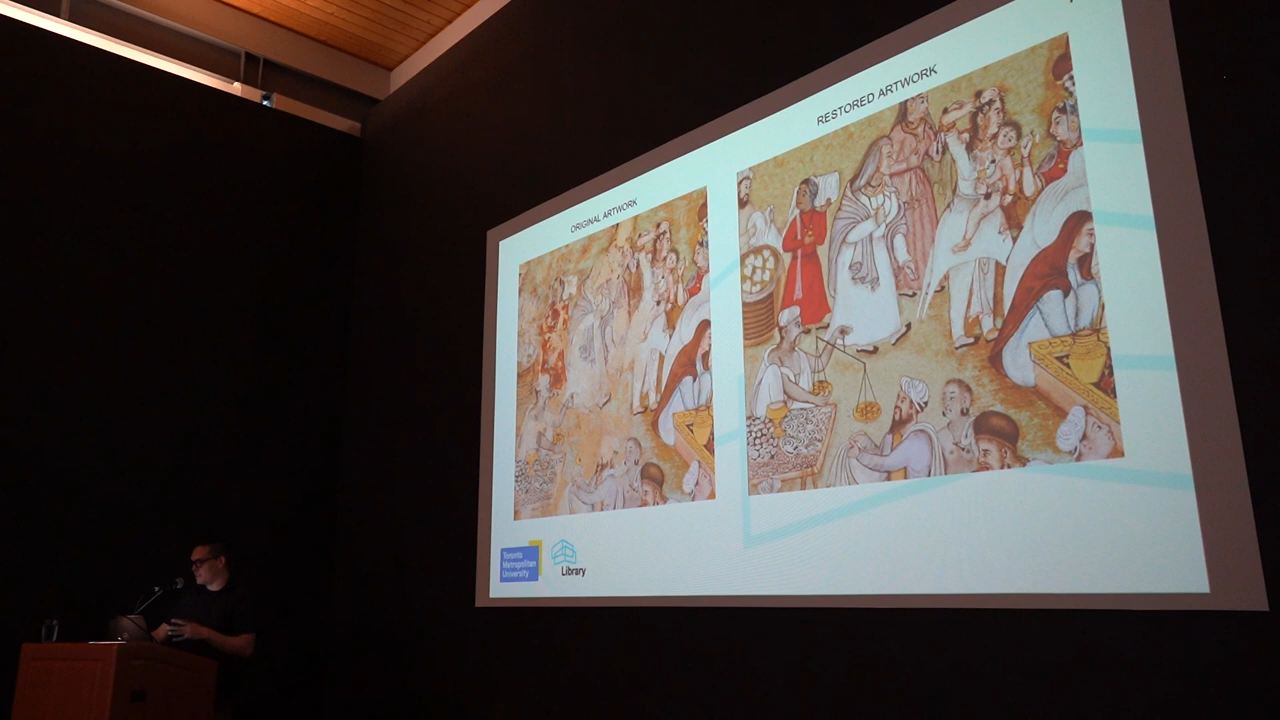 ORIGINAL ARTWORK
RESTORED ARTWORK
Toronto
Metropolitan
University
Library